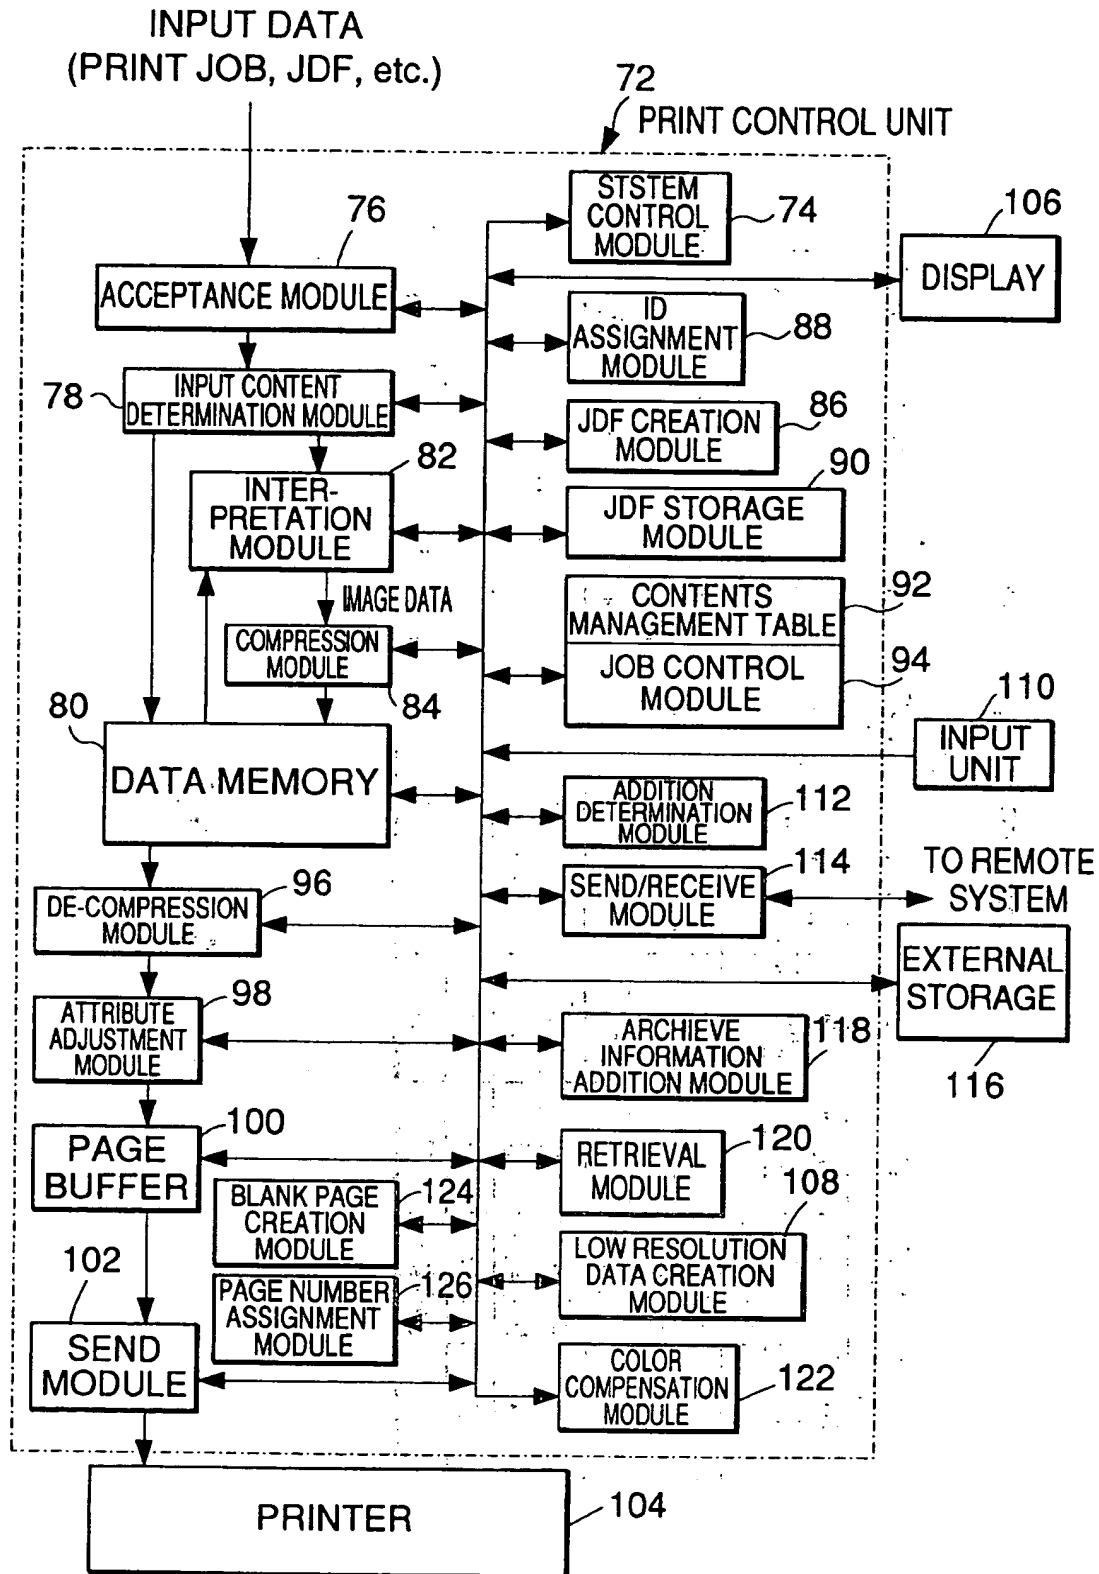 INPUT DATA
(PRINT JOB, JDF, etc.)
72
PRINT CONTROL UNIT
76
ACCEPTANCE MODULE
STSTEM
CONTROL
MODULE
74
106
DISPLAY
ID
ASSIGNMENT
MODULE
88
78
INPUT CONTENT
DETERMINATION MODULE
JDF CREATION
MODULE
86
82
INTER-
PRETATION
MODULE
90
JDF STORAGE
MODULE
IMAGE DATA
COMPRESSION
MODULE
84
CONTENTS
MANAGEMENT TABLE
92
JOB CONTROL
MODULE
94
80
DATA MEMORY
110
INPUT
UNIT
ADDITION
DETERMINATION
MODULE
112
SEND/RECEIVE
MODULE
114
TO REMOTE
SYSTEM
96
DE-COMPRESSION
MODULE
EXTERNAL
STORAGE
116
98
ATTRIBUTE
ADJUSTMENT
MODULE
ARCHIEVE
INFORMATION
ADDITION MODULE
118
100
PAGE
BUFFER
RETRIEVAL
MODULE
120
BLANK PAGE
CREATION
MODULE
124
108
LOW RESOLUTION
DATA CREATION
MODULE
PAGE NUMBER
ASSIGNMENT
MODULE
126
102
SEND
MODULE
COLOR
COMPENSATION
MODULE
122
PRINTER
104